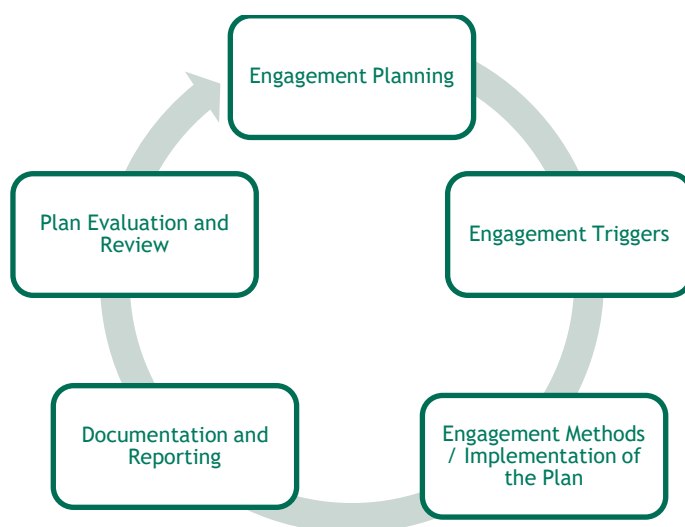 Engagement Planning
Engagement Triggers
Engagement Methods
/ Implementation of
the Plan
Documentation and
Reporting
Plan Evaluation and
Review